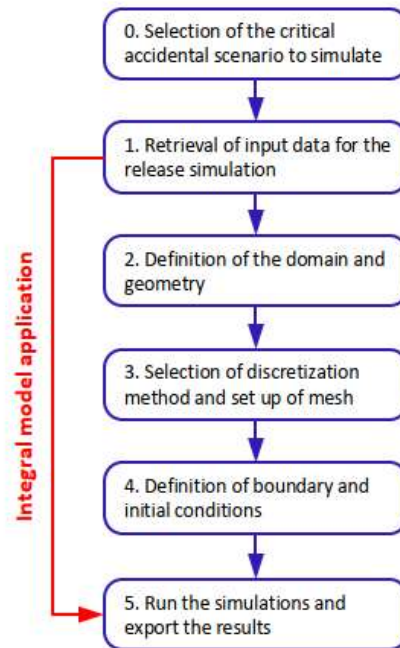 0. Selection of the critical
accidental scenario to simulate
1. Retrieval of input data for the
release simulation
Integral model application
2. Definition of the domain and
geometry
3. Selection of discretization
method and set up of mesh
4. Definition of boundary and
initial conditions
5. Run the simulations and
export the results